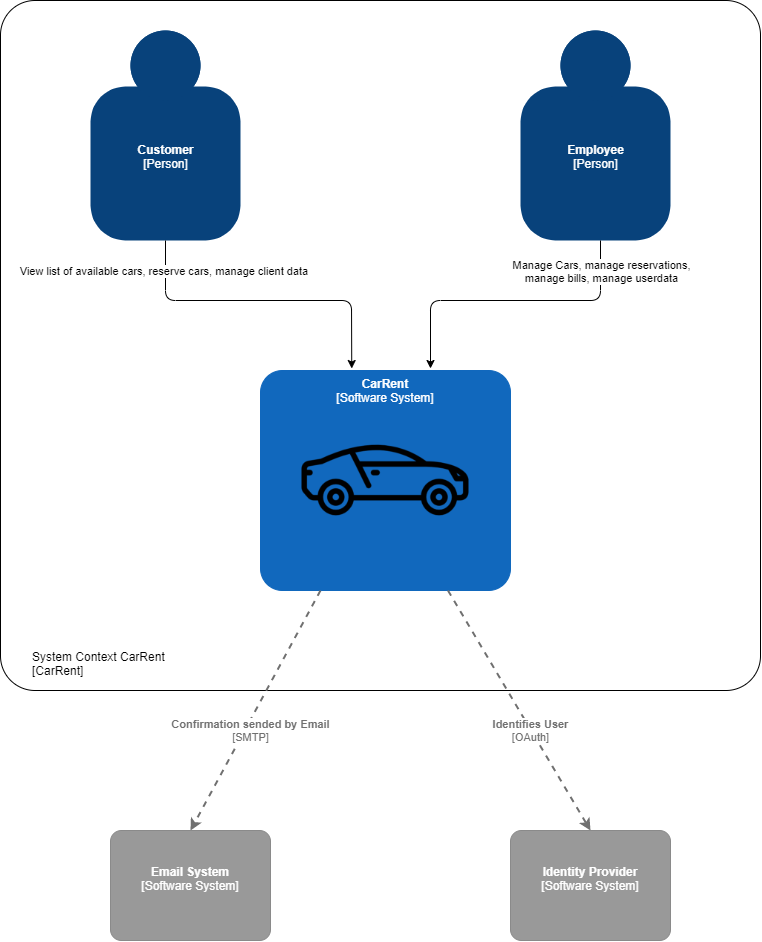 Customer
[Person]
Employee
[Person]
View list of available cars, reserve cars, manage client data
Manage Cars, manage reservations,
manage bills, manage userdata
CarRent
[Software System]
System Context CarRent
[CarRent]
Confirmation sended by Email
[SMTP]
Identifies User
[OAuth]
Email System
[Software System]
Identity Provider
[Software System]